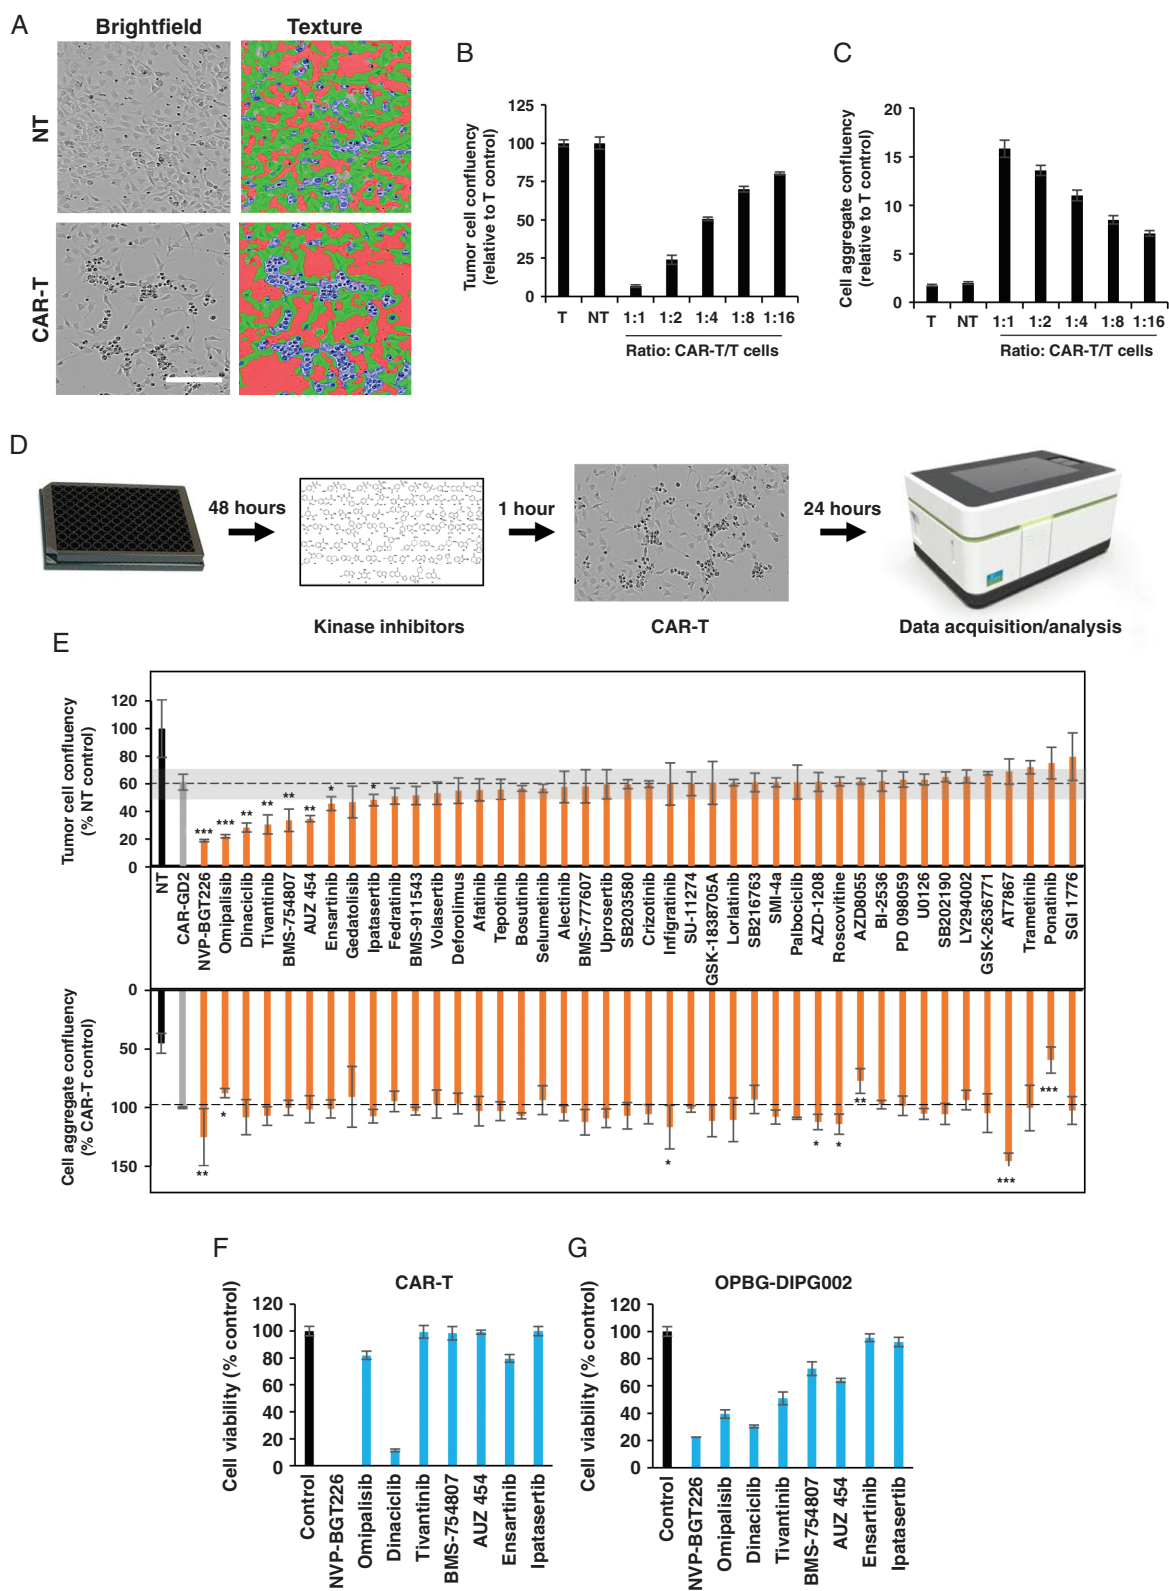 A
Brightfield
Texture
NT
CAR-T
B
Tumor cell confluency
(relative to T control)
125
100
75
50
25
0
T NT 1:1 1:2 1:4 1:8 1:16
Ratio: CAR-T/T cells
C
Cell aggregate confluency
(relative to T control)
20
15
10
5
0
T NT 1:1 1:2 1:4 1:8 1:16
Ratio: CAR-T/T cells
D
48 hours
1 hour
24 hours
Kinase inhibitors
CAR-T
Data acquisition/analysis
E
Tumor cell confluency
(% NT control)
120
100
80
60
40
20
0
*** *** ** ** ** ** * *
NT
CAR-GD2
NVP-BGT226
Omipalisib
Dinaciclib
Tivantinib
BMS-754807
AUZ 454
Ensartinib
Gedatolisib
Ipatasertib
Fedratinib
BMS-911543
Volasertib
Deforolimus
Afatinib
Tepotinib
Bosutinib
Selumetinib
Alectinib
BMS-777607
Uprosertib
SB203580
Crizotinib
Infigratinib
SU-11274
GSK-1838705A
Lorlatinib
SB216763
SMI-4a
Palbociclib
AZD-1208
Roscovitine
AZD8055
BI-2536
PD 098059
U0126
SB202190
LY294002
GSK-2636771
AT7867
Trametinib
Ponatinib
SGI 1776
Cell aggregate confluency
(% CAR-T control)
0
50
100
150
** * * * * ** *** ***
F
CAR-T
Cell viability (% control)
120
100
80
60
40
20
0
Control
NVP-BGT226
Omipalisib
Dinaciclib
Tivantinib
BMS-754807
AUZ 454
Ensartinib
Ipatasertib
G
OPBG-DIPG002
Cell viability (% control)
120
100
80
60
40
20
0
Control
NVP-BGT226
Omipalisib
Dinaciclib
Tivantinib
BMS-754807
AUZ 454
Ensartinib
Ipatasertib